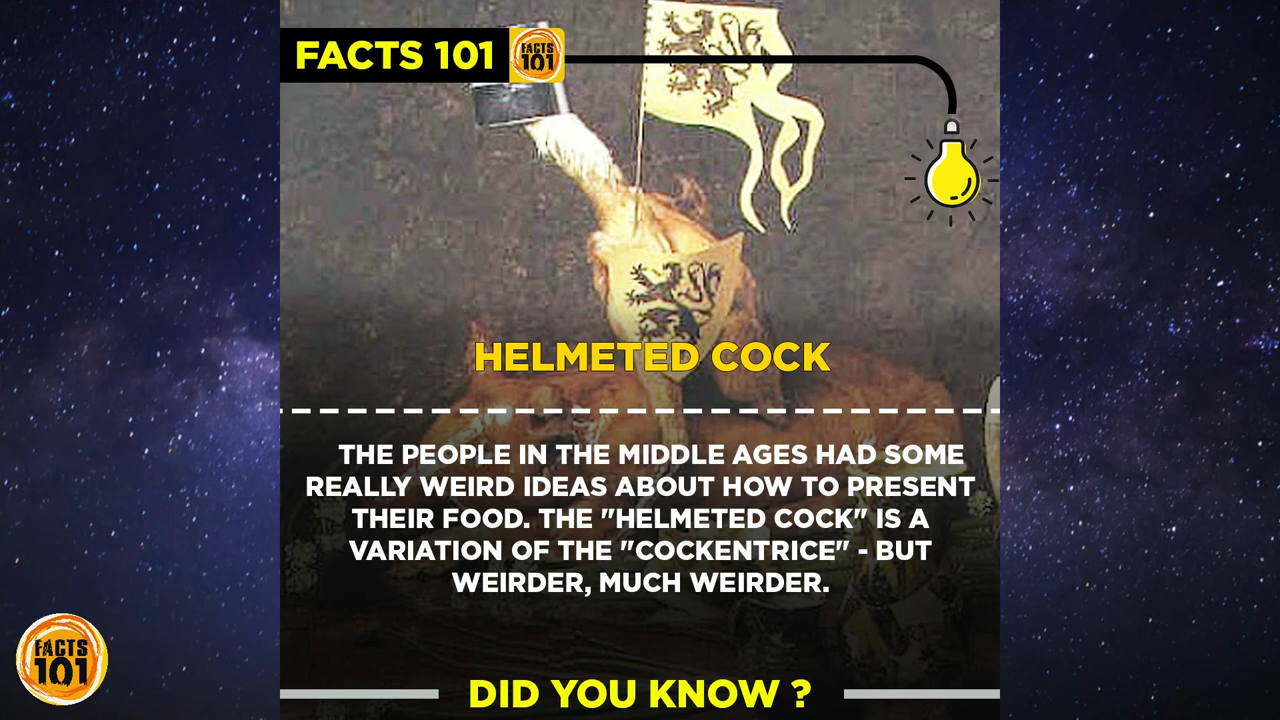 FACTS 101
FACTS
101
HELMETED COCK
THE PEOPLE IN THE MIDDLE AGES HAD SOME
REALLY WEIRD IDEAS ABOUT HOW TO PRESENT
THEIR FOOD. THE "HELMETED COCK" IS A
VARIATION OF THE "COCKENTRICE" - BUT
WEIRDER, MUCH WEIRDER.
FACTS
101
DID YOU KNOW ?